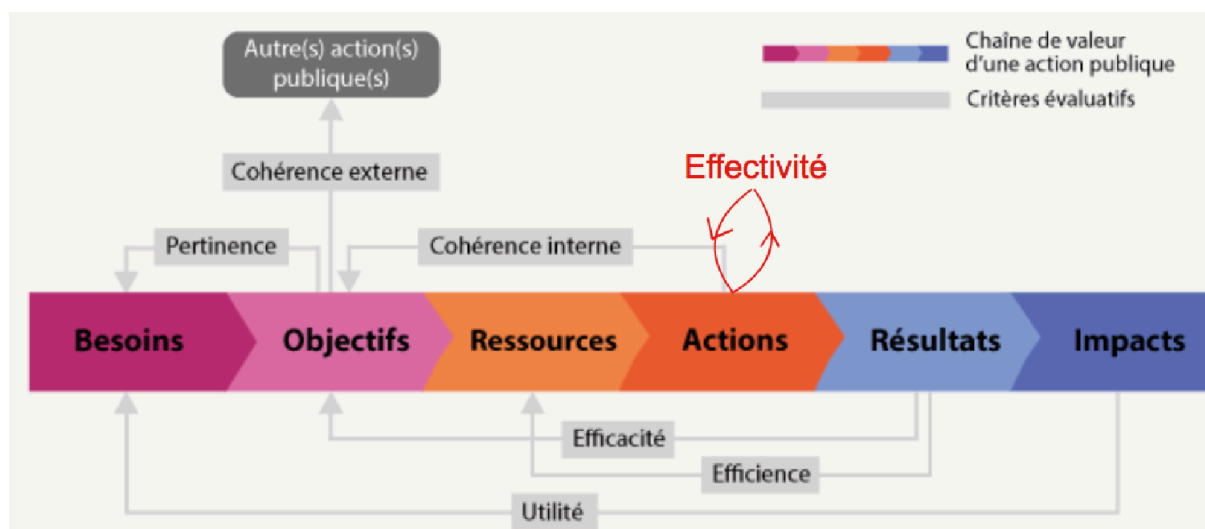 Autre(s) action(s)
publique(s)
Chaîne de valeur
d'une action publique
Critères évaluatifs
Cohérence externe
Effectivité
Pertinence
Cohérence interne
Besoins
Objectifs
Ressources
Actions
Résultats
Impacts
Efficacité
Efficience
Utilité